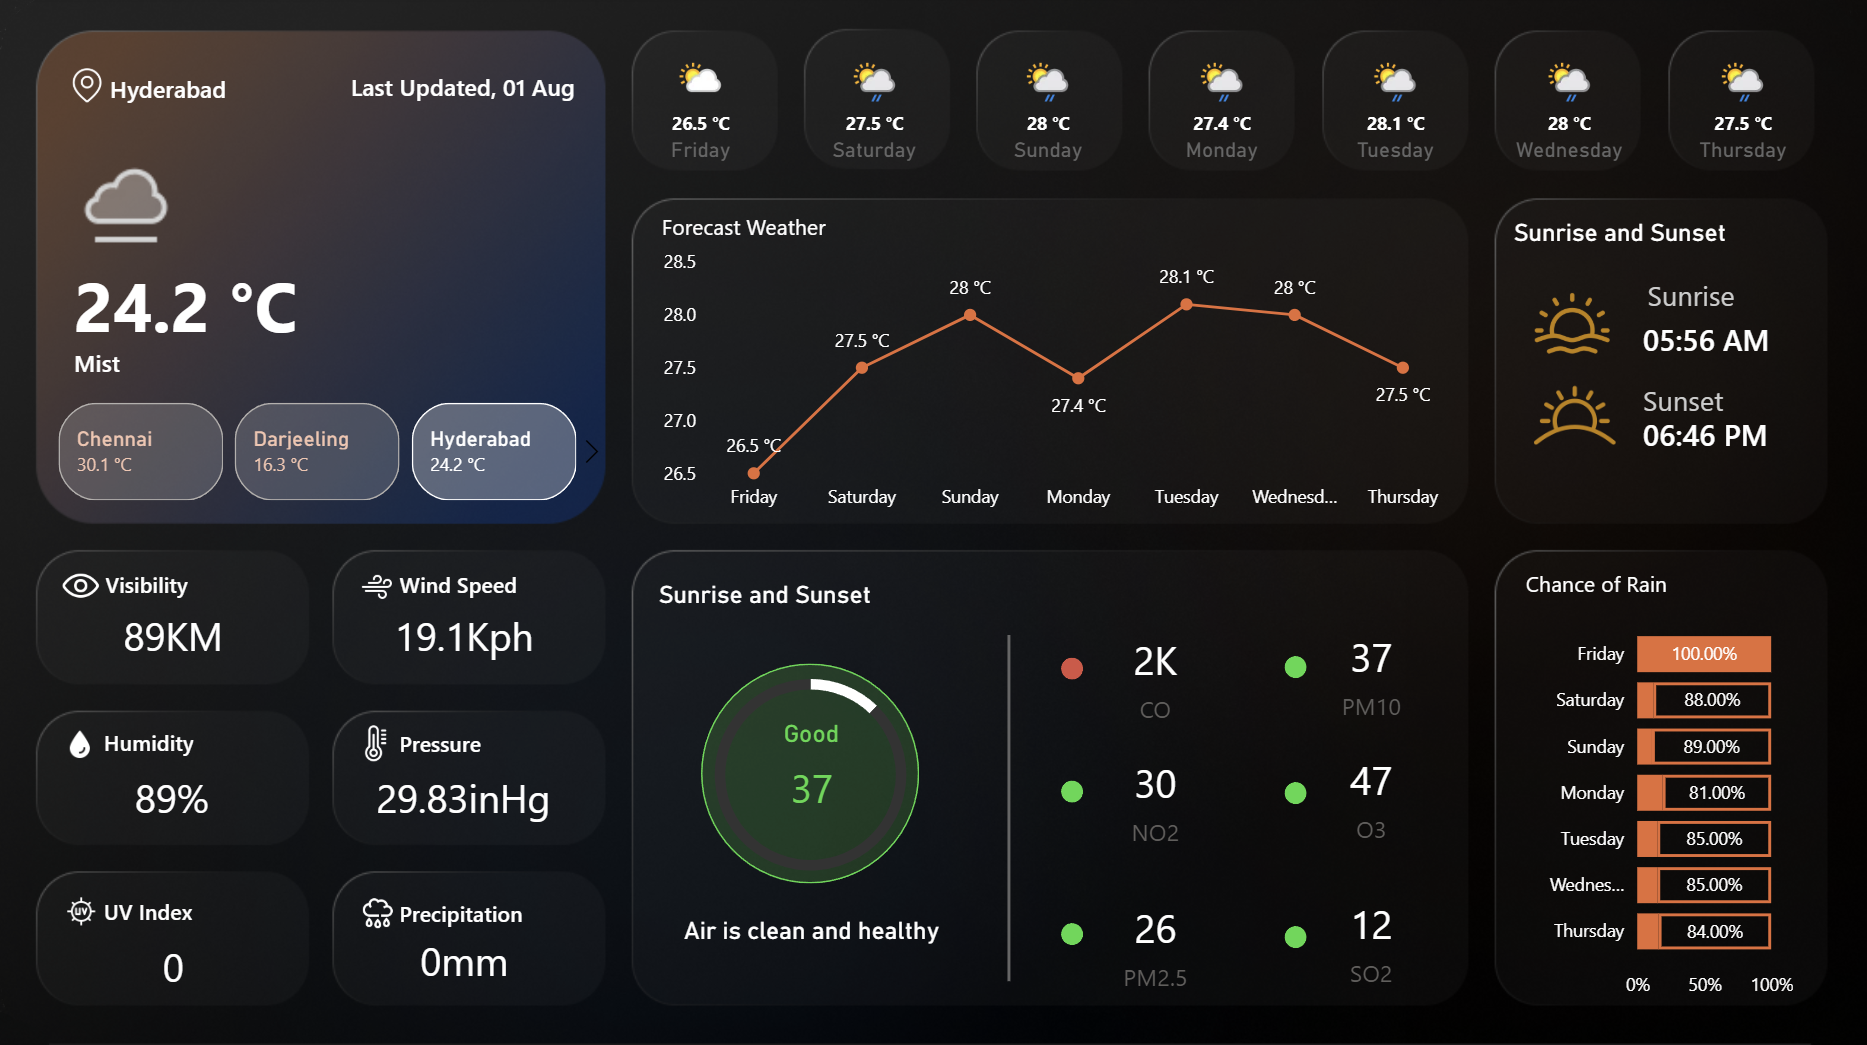 Hyderabad
Last Updated, 01 Aug
24.2 °C
Mist
Chennai
30.1 °C
Darjeeling
16.3 °C
Hyderabad
24.2 °C
26.5 °C
Friday
27.5 °C
Saturday
28 °C
Sunday
27.4 °C
Monday
28.1 °C
Tuesday
28 °C
Wednesday
27.5 °C
Thursday
Forecast Weather
28.5
28.0
27.5
27.0
26.5
26.5 °C
27.5 °C
28 °C
27.4 °C
28.1 °C
28 °C
27.5 °C
Friday Saturday Sunday Monday Tuesday Wednesd... Thursday
Sunrise and Sunset
Sunrise
05:56 AM
Sunset
06:46 PM
Visibility
89KM
Wind Speed
19.1Kph
Humidity
89%
Pressure
29.83inHg
UV
UV Index
0
Precipitation
0mm
Sunrise and Sunset
Good
37
Air is clean and healthy
2K
CO
37
PM10
30
NO2
47
O3
26
PM2.5
12
SO2
Chance of Rain
Friday 100.00%
Saturday 88.00%
Sunday 89.00%
Monday 81.00%
Tuesday 85.00%
Wednes... 85.00%
Thursday 84.00%
0% 50% 100%